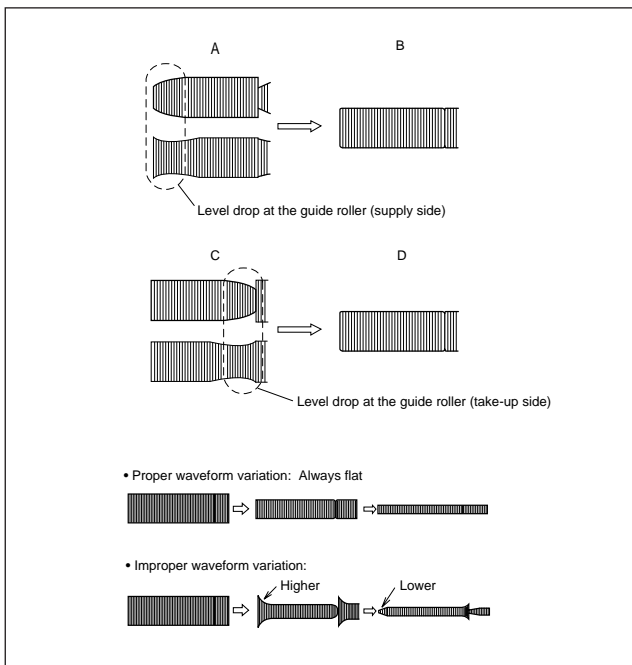 A
B
Level drop at the guide roller (supply side)
C
D
Level drop at the guide roller (take-up side)
• Proper waveform variation: Always flat
• Improper waveform variation:
Higher
Lower